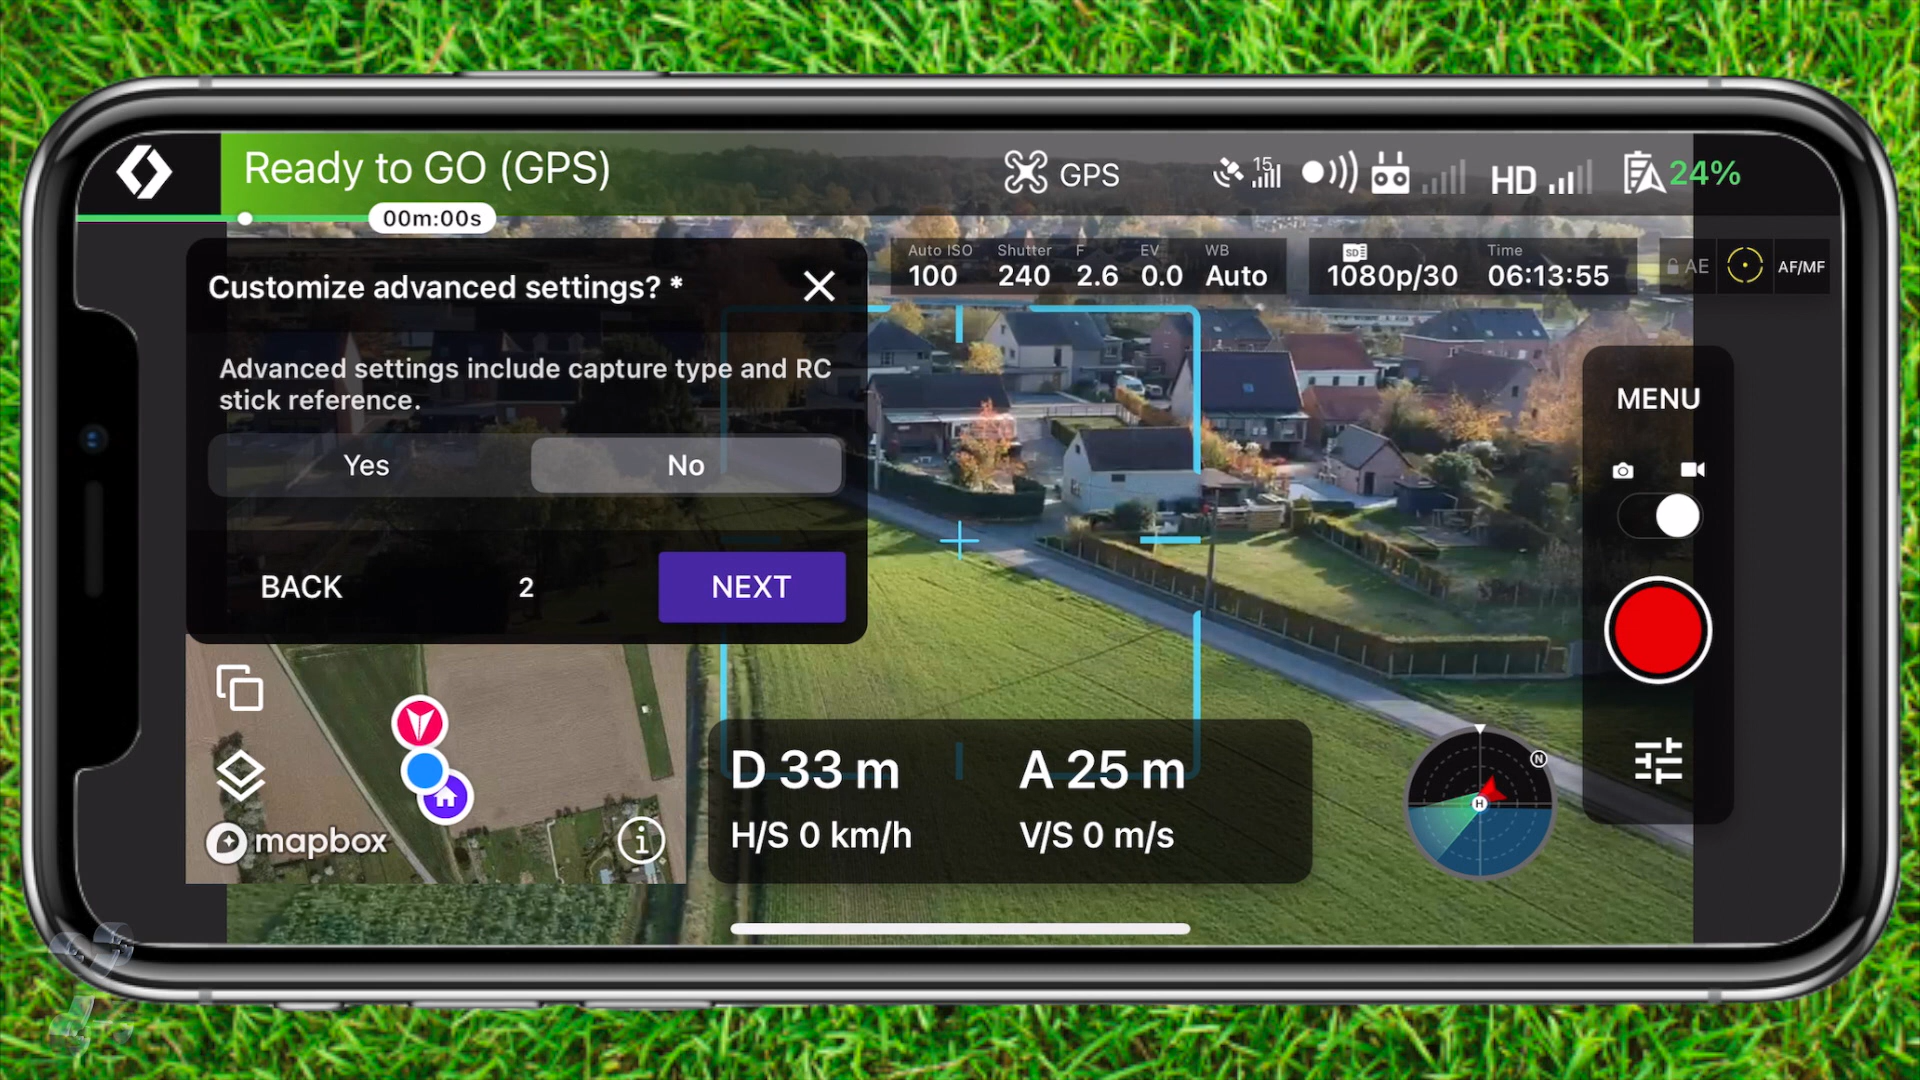 Ready to GO (GPS)
GPS
15
HD
24%
00m:00s
Customize advanced settings? *
Advanced settings include capture type and RC
stick reference.
Yes
No
BACK
2
NEXT
Auto ISO
100
Shutter
240
F
2.6
EV
0.0
WB
Auto
SD
1080p/30
Time
06:13:55
AE
AF/MF
MENU
mapbox
i
D 33 m
A 25 m
H/S 0 km/h
V/S 0 m/s
N
H